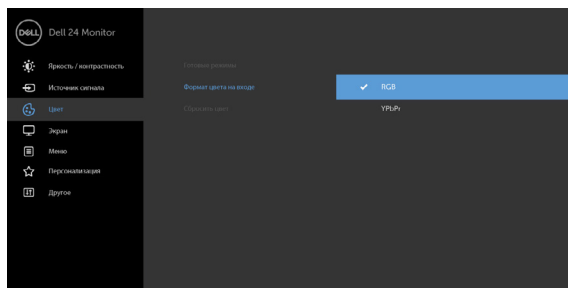 DELL Dell 24 Monitor
Яркость / контрастность
Готовые режимы
Источник сигнала
Формат цвета на входе
✓ RGB
Цвет
Сбросить цвет
YPbPr
Экран
Меню
Персонализация
Другое